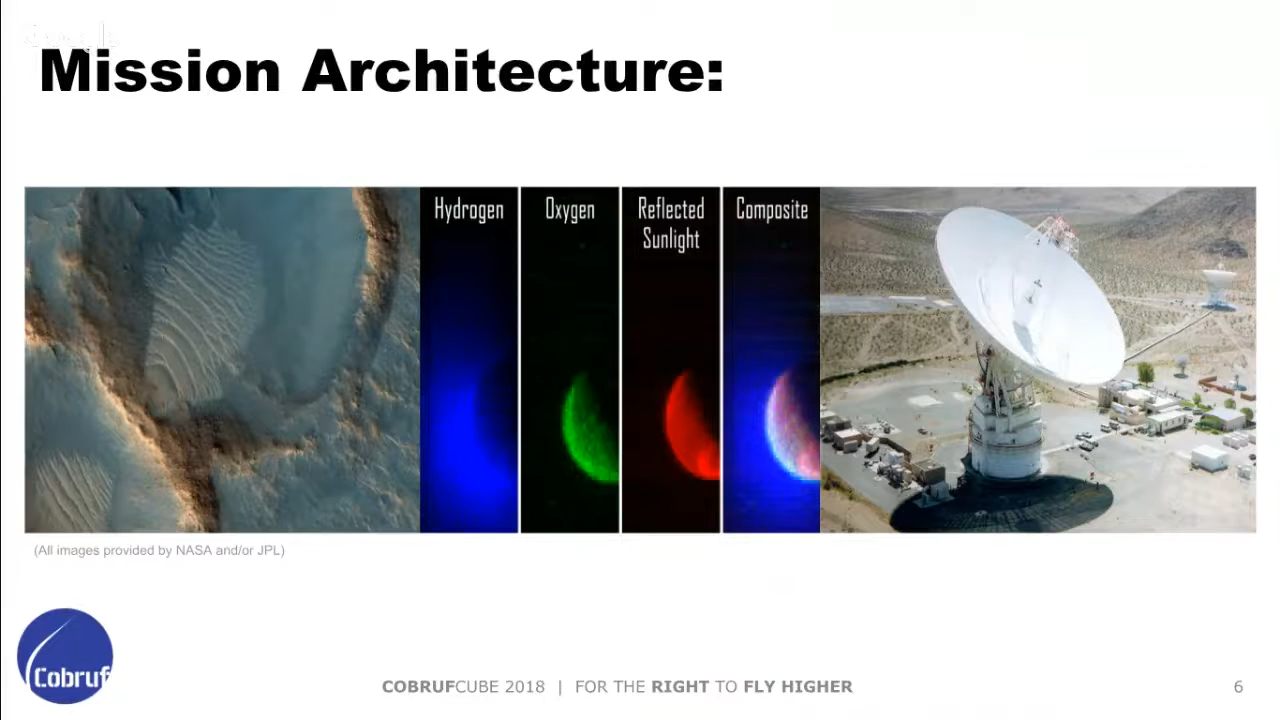 Mission Architecture:
Hydrogen
Oxygen
Reflected
Sunlight
Composite
(All images provided by NASA and/or JPL)
Cobruf
COBRUFCUBE 2018 | FOR THE RIGHT TO FLY HIGHER
6